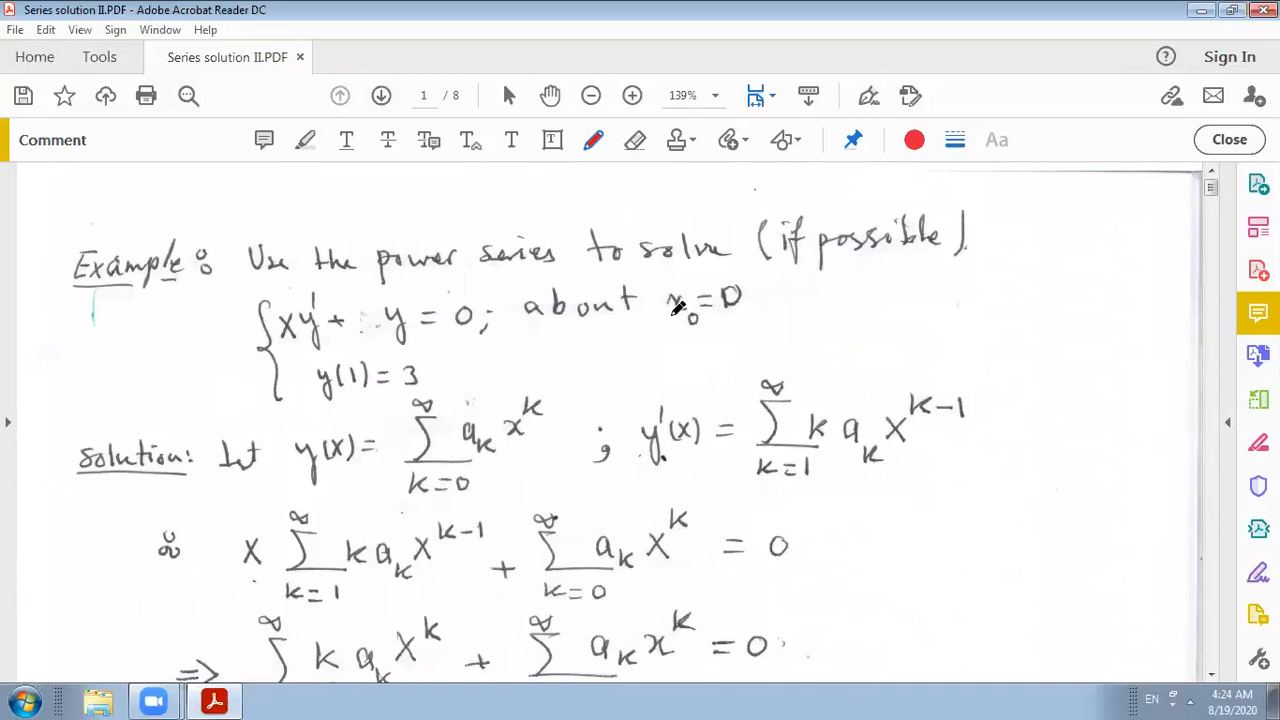 Series solution II.PDF - Adobe Acrobat Reader DC
File Edit View Sign Window Help
Home Tools Series solution II.PDF × Sign In
1 / 8 139%
Comment Aa Close
Example: Use the power series to solve (if possible).
xy' + y = 0; about x₀ = 0
y(1) = 3
solution: Let y(x) = ∑_{k=0}^{∞} a_k x^k ; y'(x) = ∑_{k=1}^{∞} k a_k x^{k-1}
∴ x ∑_{k=1}^{∞} k a_k x^{k-1} + ∑_{k=0}^{∞} a_k x^k = 0
⇒ ∑^{∞} k a_k x^k + ∑^{∞} a_k x^k = 0
EN 4:24 AM
8/19/2020